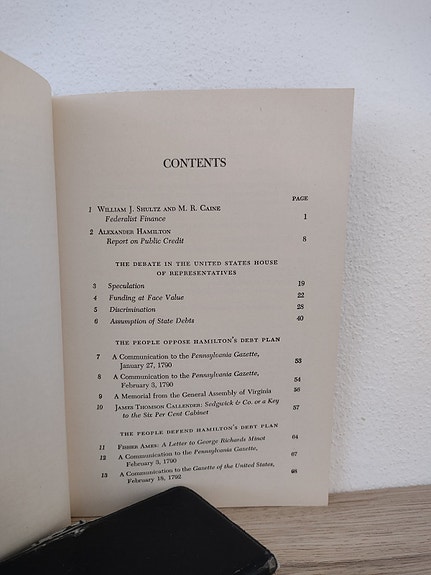 CONTENTS
PAGE
1 WILLIAM J. SHULTZ AND M. R. CAINE
Federalist Finance 1
2 ALEXANDER HAMILTON
Report on Public Credit 8
THE DEBATE IN THE UNITED STATES HOUSE
OF REPRESENTATIVES
3 Speculation 19
4 Funding at Face Value 22
5 Discrimination 28
6 Assumption of State Debts 40
THE PEOPLE OPPOSE HAMILTON'S DEBT PLAN
7 A Communication to the Pennsylvania Gazette,
January 27, 1790 53
8 A Communication to the Pennsylvania Gazette,
February 3, 1790 54
9 A Memorial from the General Assembly of Virginia 56
10 JAMES THOMSON CALLENDER: Sedgwick & Co. or a Key
to the Six Per Cent Cabinet 57
THE PEOPLE DEFEND HAMILTON'S DEBT PLAN
11 FISHER AMES: A Letter to George Richards Minot 64
12 A Communication to the Pennsylvania Gazette,
February 3, 1790 67
13 A Communication to the Gazette of the United States,
February 18, 1792 68